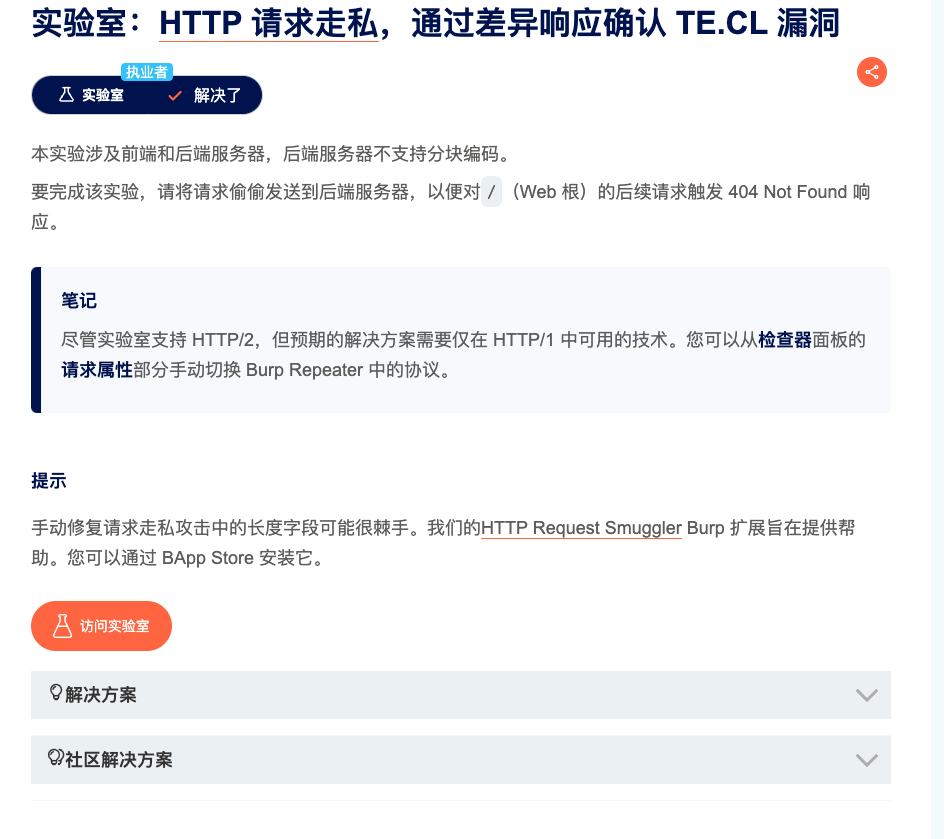 实验室：HTTP 请求走私，通过差异响应确认 TE.CL 漏洞
执业者
实验室 解决了
本实验涉及前端和后端服务器，后端服务器不支持分块编码。
要完成该实验，请将请求偷偷发送到后端服务器，以便对 / （Web 根）的后续请求触发 404 Not Found 响
应。
笔记
尽管实验室支持 HTTP/2，但预期的解决方案需要仅在 HTTP/1 中可用的技术。您可以从检查器面板的
请求属性部分手动切换 Burp Repeater 中的协议。
提示
手动修复请求走私攻击中的长度字段可能很棘手。我们的HTTP Request Smuggler Burp 扩展旨在提供帮
助。您可以通过 BApp Store 安装它。
访问实验室
解决方案
社区解决方案